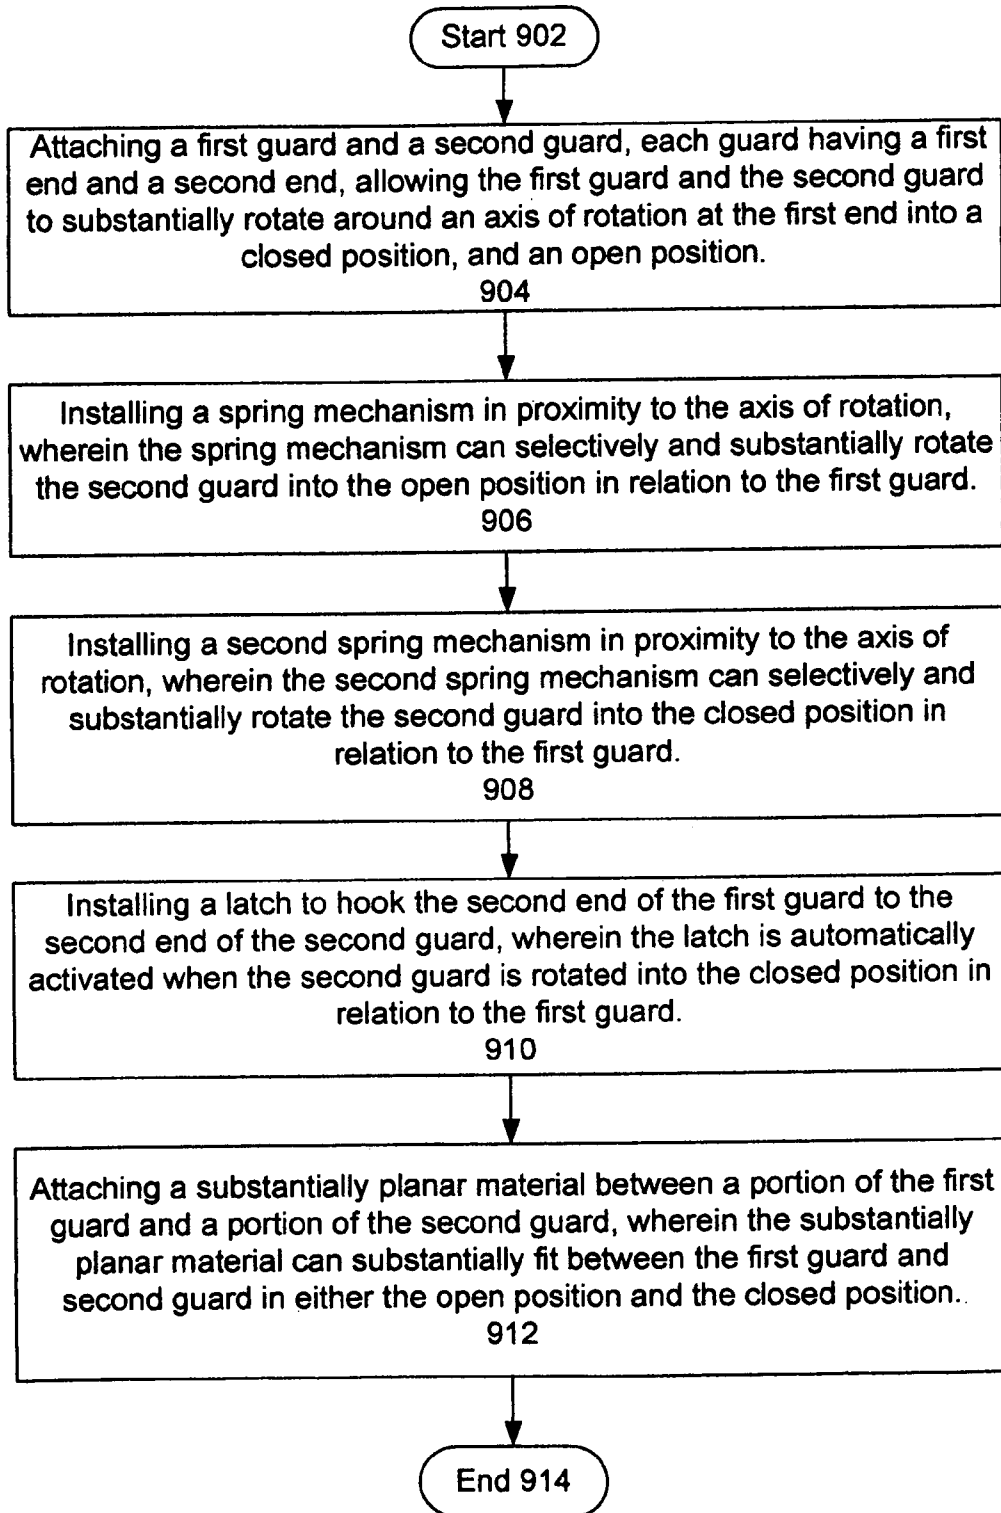 Start 902
Attaching a first guard and a second guard, each guard having a first
end and a second end, allowing the first guard and the second guard
to substantially rotate around an axis of rotation at the first end into a
closed position, and an open position.
904
Installing a spring mechanism in proximity to the axis of rotation,
wherein the spring mechanism can selectively and substantially rotate
the second guard into the open position in relation to the first guard.
906
Installing a second spring mechanism in proximity to the axis of
rotation, wherein the second spring mechanism can selectively and
substantially rotate the second guard into the closed position in
relation to the first guard.
908
Installing a latch to hook the second end of the first guard to the
second end of the second guard, wherein the latch is automatically
activated when the second guard is rotated into the closed position in
relation to the first guard.
910
Attaching a substantially planar material between a portion of the first
guard and a portion of the second guard, wherein the substantially
planar material can substantially fit between the first guard and
second guard in either the open position and the closed position.
912
End 914